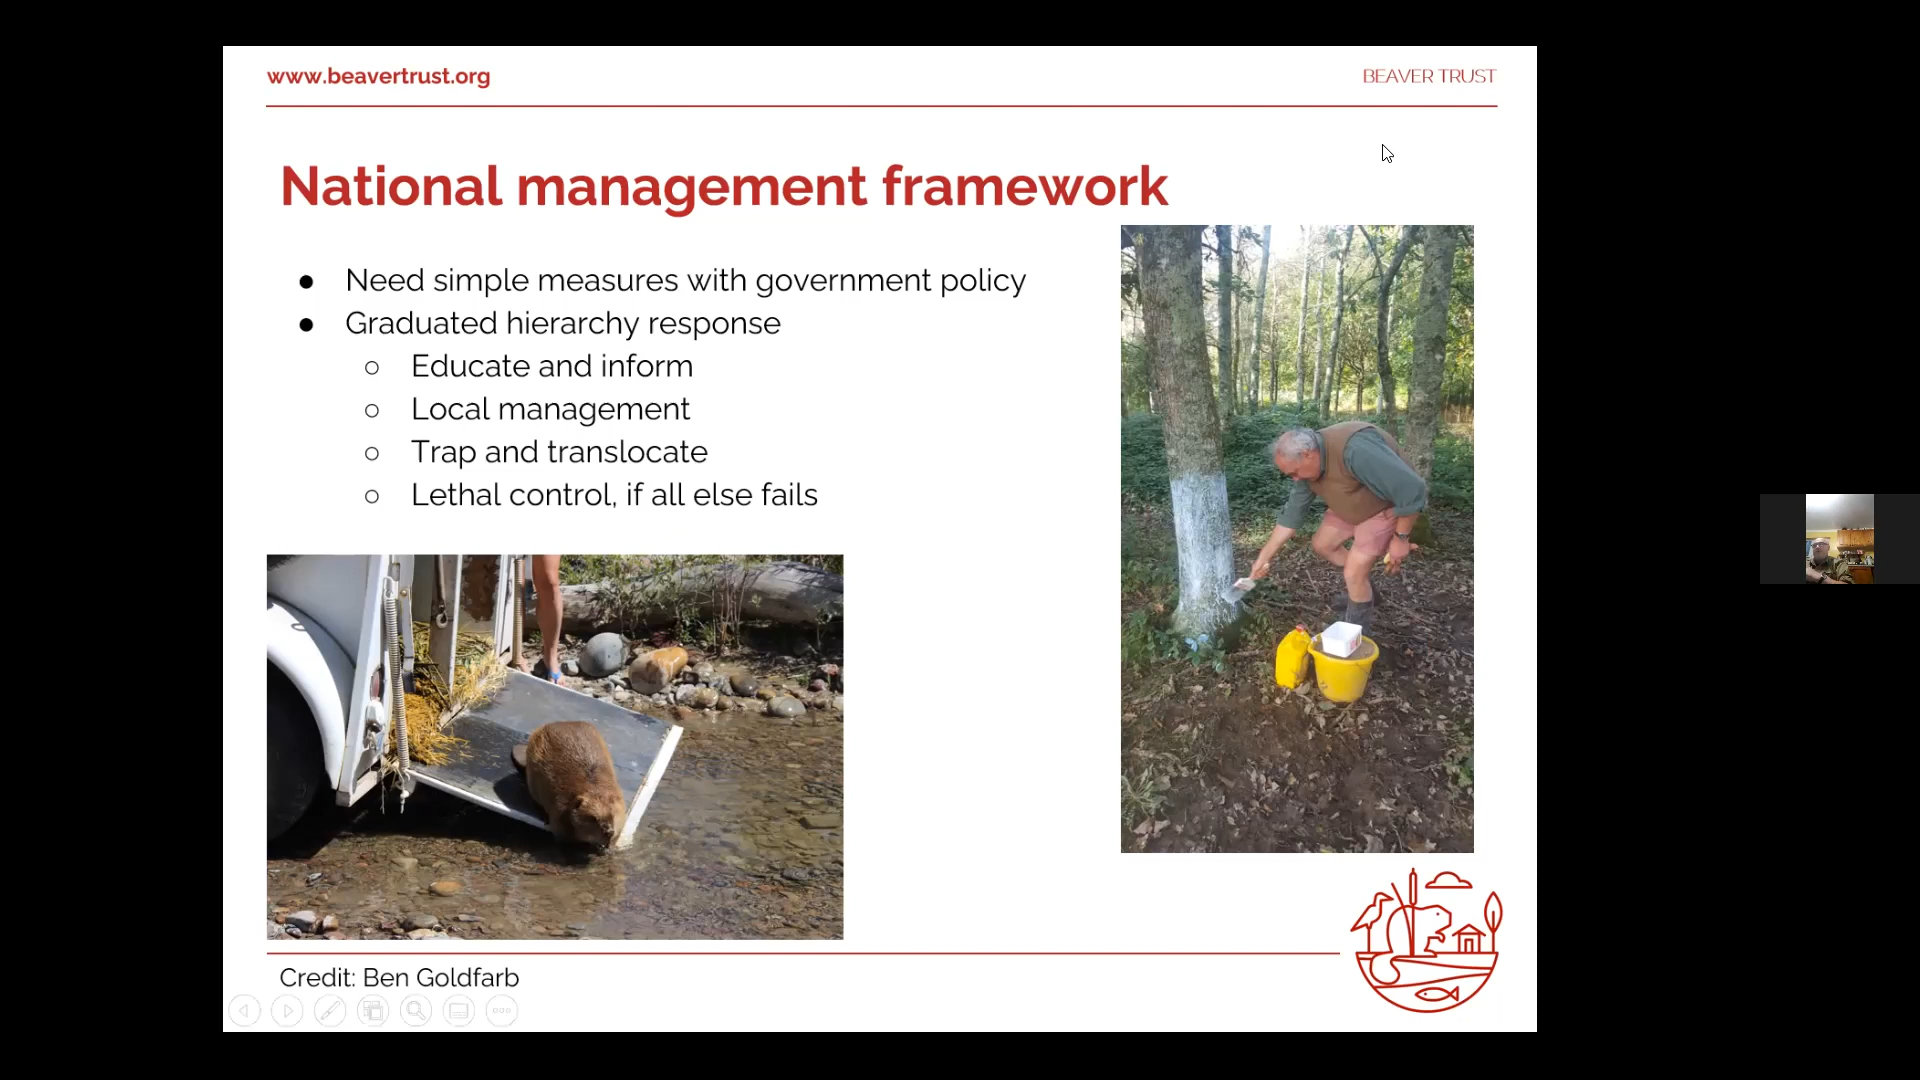 www.beavertrust.org
BEAVER TRUST
National management framework
● Need simple measures with government policy
● Graduated hierarchy response
○ Educate and inform
○ Local management
○ Trap and translocate
○ Lethal control, if all else fails
Credit: Ben Goldfarb